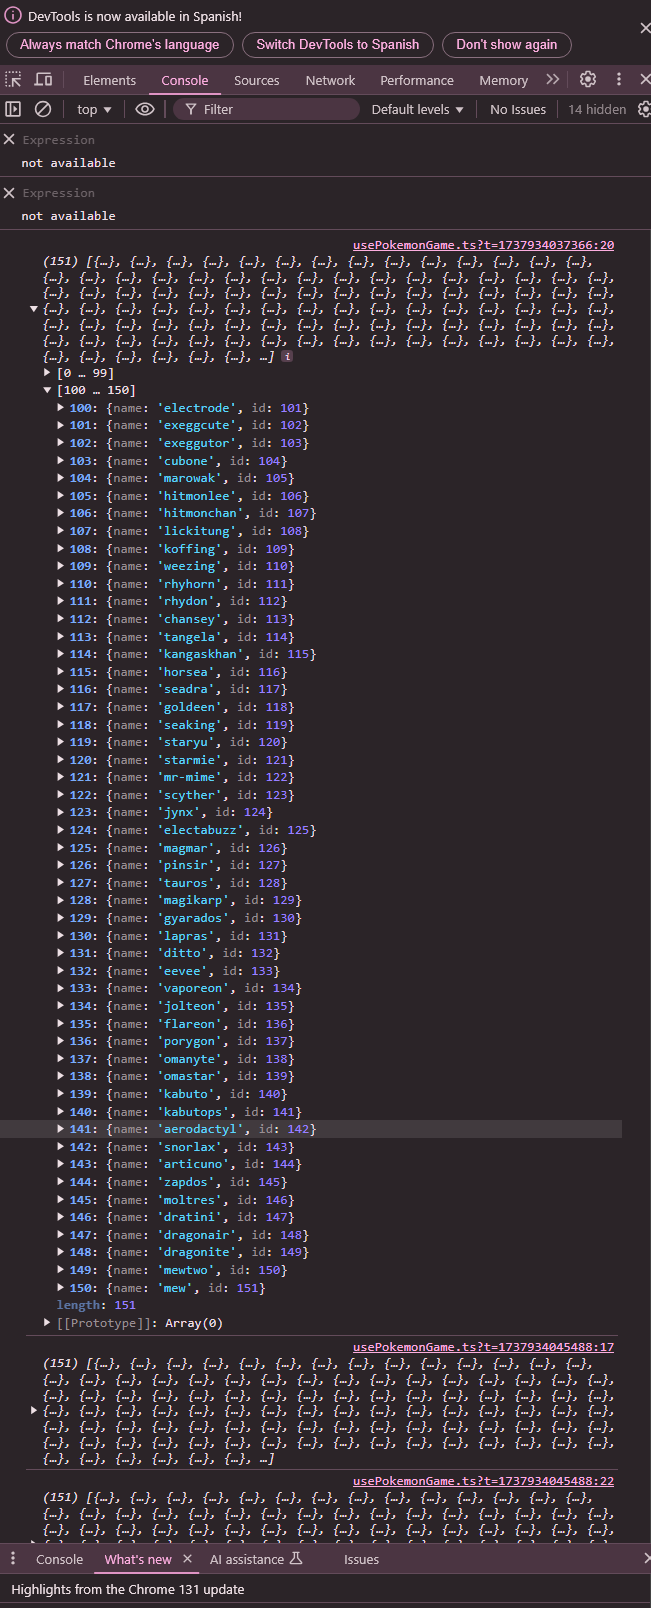 DevTools is now available in Spanish!
Always match Chrome's language Switch DevTools to Spanish Don't show again
Elements Console Sources Network Performance Memory
top Filter Default levels No Issues 14 hidden
Expression
not available
Expression
not available
usePokemonGame.ts?t=1737934037366:20
(151) [{…}, {…}, {…}, {…}, {…}, {…}, {…}, {…}, {…}, {…}, {…}, {…}, {…}, {…},
{…}, {…}, {…}, {…}, {…}, {…}, {…}, {…}, {…}, {…}, {…}, {…}, {…}, {…}, {…}, {…},
{…}, {…}, {…}, {…}, {…}, {…}, {…}, {…}, {…}, {…}, {…}, {…}, {…}, {…}, {…}, {…},
{…}, {…}, {…}, {…}, {…}, {…}, {…}, {…}, {…}, {…}, {…}, {…}, {…}, {…}, {…}, {…},
{…}, {…}, {…}, {…}, {…}, {…}, {…}, {…}, {…}, {…}, {…}, {…}, {…}, {…}, {…}, {…},
{…}, {…}, {…}, {…}, {…}, {…}, {…}, {…}, {…}, {…}, {…}, {…}, {…}, {…}, {…}, {…},
{…}, {…}, {…}, {…}, {…}, {…}, …] i
[0 … 99]
[100 … 150]
100: {name: 'electrode', id: 101}
101: {name: 'exeggcute', id: 102}
102: {name: 'exeggutor', id: 103}
103: {name: 'cubone', id: 104}
104: {name: 'marowak', id: 105}
105: {name: 'hitmonlee', id: 106}
106: {name: 'hitmonchan', id: 107}
107: {name: 'lickitung', id: 108}
108: {name: 'koffing', id: 109}
109: {name: 'weezing', id: 110}
110: {name: 'rhyhorn', id: 111}
111: {name: 'rhydon', id: 112}
112: {name: 'chansey', id: 113}
113: {name: 'tangela', id: 114}
114: {name: 'kangaskhan', id: 115}
115: {name: 'horsea', id: 116}
116: {name: 'seadra', id: 117}
117: {name: 'goldeen', id: 118}
118: {name: 'seaking', id: 119}
119: {name: 'staryu', id: 120}
120: {name: 'starmie', id: 121}
121: {name: 'mr-mime', id: 122}
122: {name: 'scyther', id: 123}
123: {name: 'jynx', id: 124}
124: {name: 'electabuzz', id: 125}
125: {name: 'magmar', id: 126}
126: {name: 'pinsir', id: 127}
127: {name: 'tauros', id: 128}
128: {name: 'magikarp', id: 129}
129: {name: 'gyarados', id: 130}
130: {name: 'lapras', id: 131}
131: {name: 'ditto', id: 132}
132: {name: 'eevee', id: 133}
133: {name: 'vaporeon', id: 134}
134: {name: 'jolteon', id: 135}
135: {name: 'flareon', id: 136}
136: {name: 'porygon', id: 137}
137: {name: 'omanyte', id: 138}
138: {name: 'omastar', id: 139}
139: {name: 'kabuto', id: 140}
140: {name: 'kabutops', id: 141}
141: {name: 'aerodactyl', id: 142}
142: {name: 'snorlax', id: 143}
143: {name: 'articuno', id: 144}
144: {name: 'zapdos', id: 145}
145: {name: 'moltres', id: 146}
146: {name: 'dratini', id: 147}
147: {name: 'dragonair', id: 148}
148: {name: 'dragonite', id: 149}
149: {name: 'mewtwo', id: 150}
150: {name: 'mew', id: 151}
length: 151
[[Prototype]]: Array(0)
usePokemonGame.ts?t=1737934045488:17
(151) [{…}, {…}, {…}, {…}, {…}, {…}, {…}, {…}, {…}, {…}, {…}, {…}, {…}, {…},
{…}, {…}, {…}, {…}, {…}, {…}, {…}, {…}, {…}, {…}, {…}, {…}, {…}, {…}, {…}, {…},
{…}, {…}, {…}, {…}, {…}, {…}, {…}, {…}, {…}, {…}, {…}, {…}, {…}, {…}, {…}, {…},
{…}, {…}, {…}, {…}, {…}, {…}, {…}, {…}, {…}, {…}, {…}, {…}, {…}, {…}, {…}, {…},
{…}, {…}, {…}, {…}, {…}, {…}, {…}, {…}, {…}, {…}, {…}, {…}, {…}, {…}, {…}, {…},
{…}, {…}, {…}, {…}, {…}, {…}, {…}, {…}, {…}, {…}, {…}, {…}, {…}, {…}, {…}, {…},
{…}, {…}, {…}, {…}, {…}, {…}, …]
usePokemonGame.ts?t=1737934045488:22
(151) [{…}, {…}, {…}, {…}, {…}, {…}, {…}, {…}, {…}, {…}, {…}, {…}, {…}, {…},
{…}, {…}, {…}, {…}, {…}, {…}, {…}, {…}, {…}, {…}, {…}, {…}, {…}, {…}, {…}, {…},
{…}, {…}, {…}, {…}, {…}, {…}, {…}, {…}, {…}, {…}, {…}, {…}, {…}, {…}, {…}, {…},
Console What's new AI assistance Issues
Highlights from the Chrome 131 update